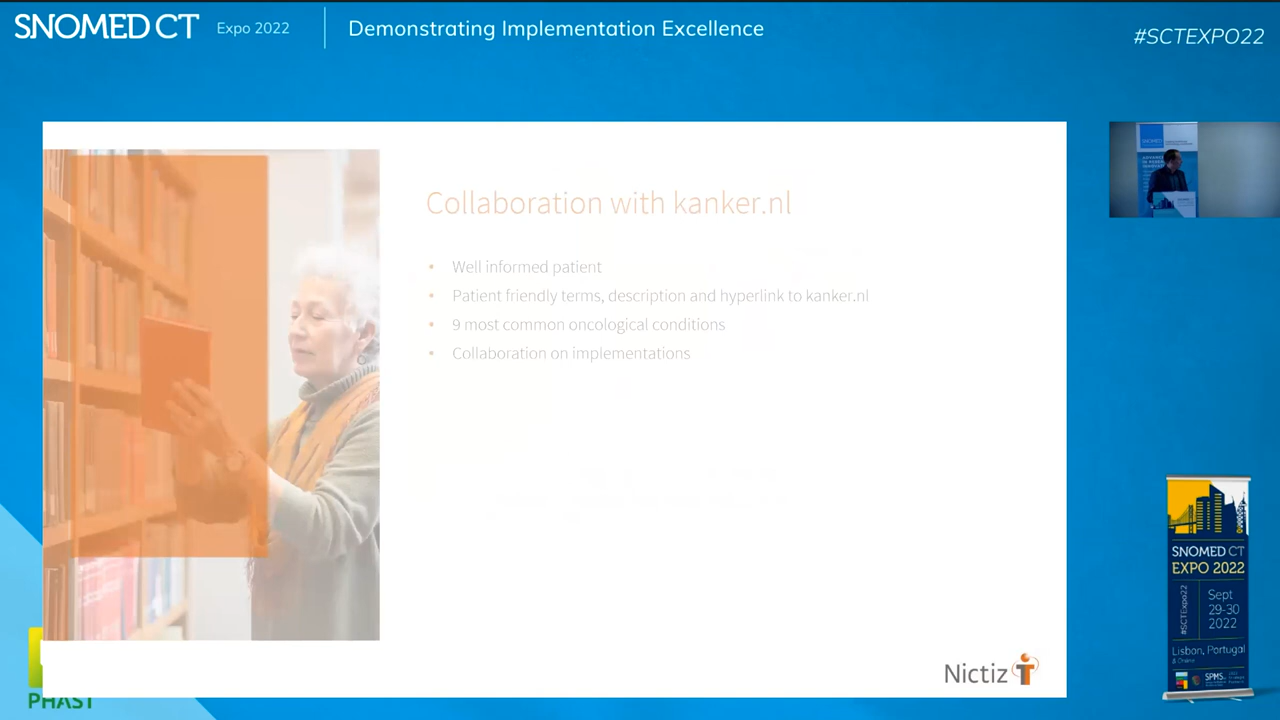 SNOMED CT Expo 2022 Demonstrating Implementation Excellence
#SCTEXPO22
Collaboration with kanker.nl
▪ Well informed patient
▪ Patient friendly terms, description and hyperlink to kanker.nl
▪ 9 most common oncological conditions
▪ Collaboration on implementations
Nictiz
PHAST
SNOMED
SNOMED CT
EXPO 2022
#SCTExpo22
Sept
29-30
2022
Lisbon, Portugal
SPMS